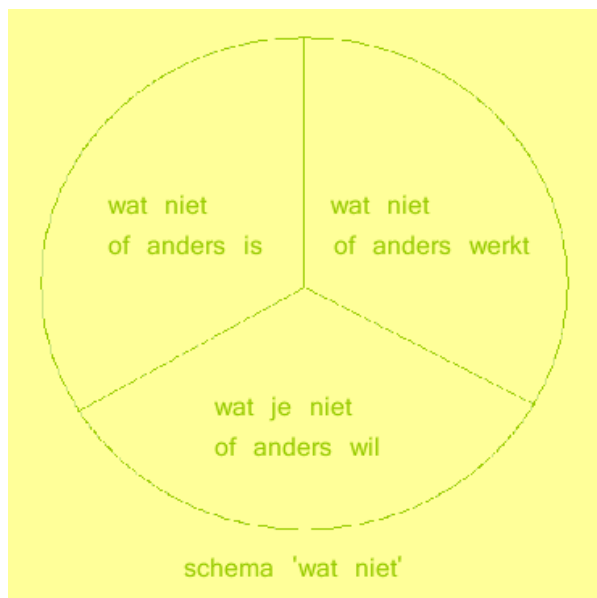 wat niet
of anders is
wat niet
of anders werkt
wat je niet
of anders wil
schema 'wat niet'